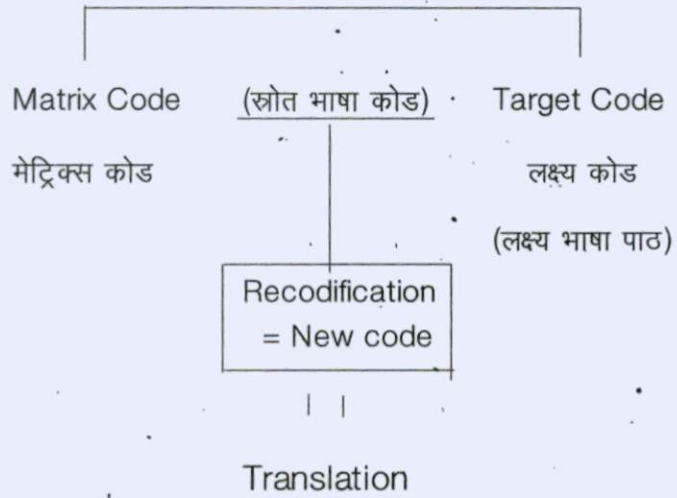 Matrix Code (स्रोत भाषा कोड) Target Code
मेट्रिक्स कोड लक्ष्य कोड
(लक्ष्य भाषा पाठ)
Recodification
= New code
Translation